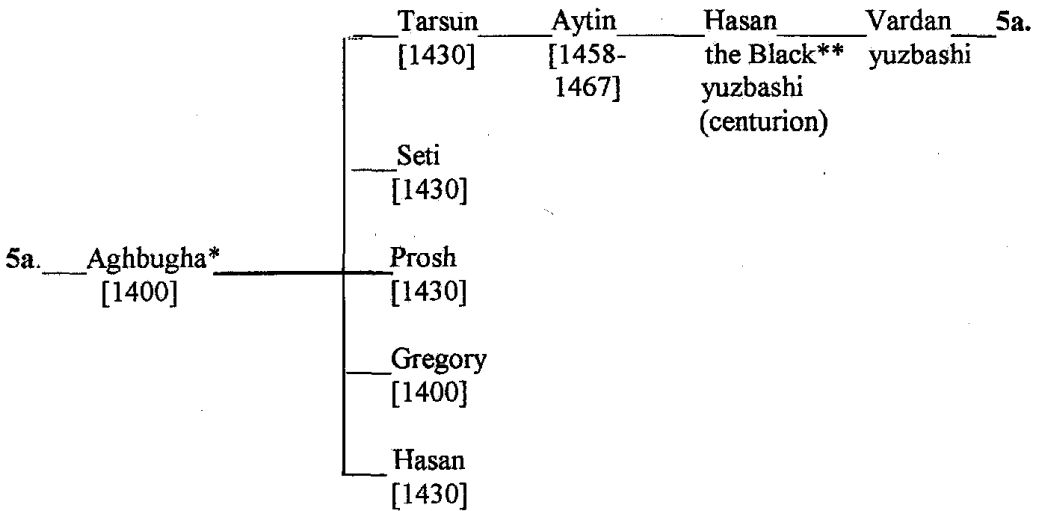 Tarsun Aytin Hasan Vardan 5a.
[1430] [1458- the Black** yuzbashi
1467] yuzbashi
(centurion)
Seti
[1430]
5a. Aghbugha* Prosh
[1400] [1430]
Gregory
[1400]
Hasan
[1430]